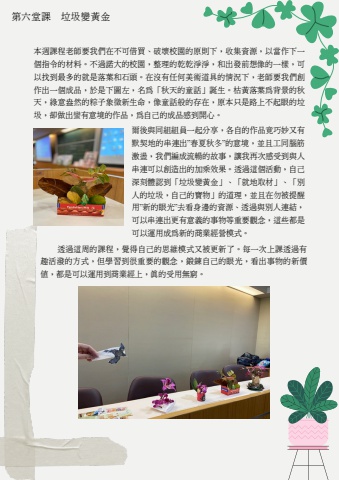 第六堂課　垃圾變黃金
本週課程老師要我們在不可借買、破壞校園的原則下，收集資源，以當作下一
個指令的材料。不過諾大的校園，整理的乾乾淨淨，和出發前想像的一樣，可
以找到最多的就是落葉和石頭。在沒有任何美術道具的情況下，老師要我們創
作出一個成品，於是下圖左，名爲「秋天的童話」誕生。枯黃落葉爲背景的秋
天，綠意盎然的粽子象徵新生命，像童話般的存在，原本只是路上不起眼的垃
圾，卻做出蠻有意境的作品，爲自己的成品感到開心。
爾後與同組組員一起分享，各自的作品竟巧妙又有
默契地的串連出"春夏秋冬"的意境，並且工同腦筋
激盪，我們編成流暢的故事，讓我再次感受到與人
串連可以創造出的加乘效果。透過這個活動，自己
深刻體認到「垃圾變黃金」、「就地取材」、「別
人的垃圾，自己的寶物」的道理，並且在勿被提醒
用"新的眼光"去看身邊的資源、透過與別人連結，
可以串連出更有意義的事物等重要觀念，這些都是
可以運用或爲新的商業經營模式。
透過這周的課程，覺得自己的思維模式又被更新了。每一次上課透過有
趣活潑的方式，但學習到很重要的觀念，鍛鍊自己的眼光，看出事物的新價
值，都是可以運用到商業上，真的受用無窮。